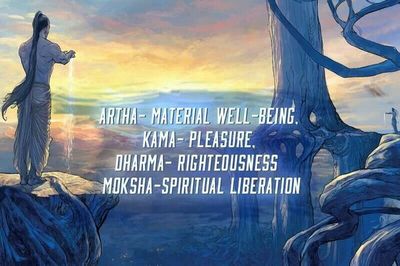 ARTHA- MATERIAL WELL-BEING,
KAMA- PLEASURE,
DHARMA- RIGHTEOUSNESS
MOKSHA-SPIRITUAL LIBERATION